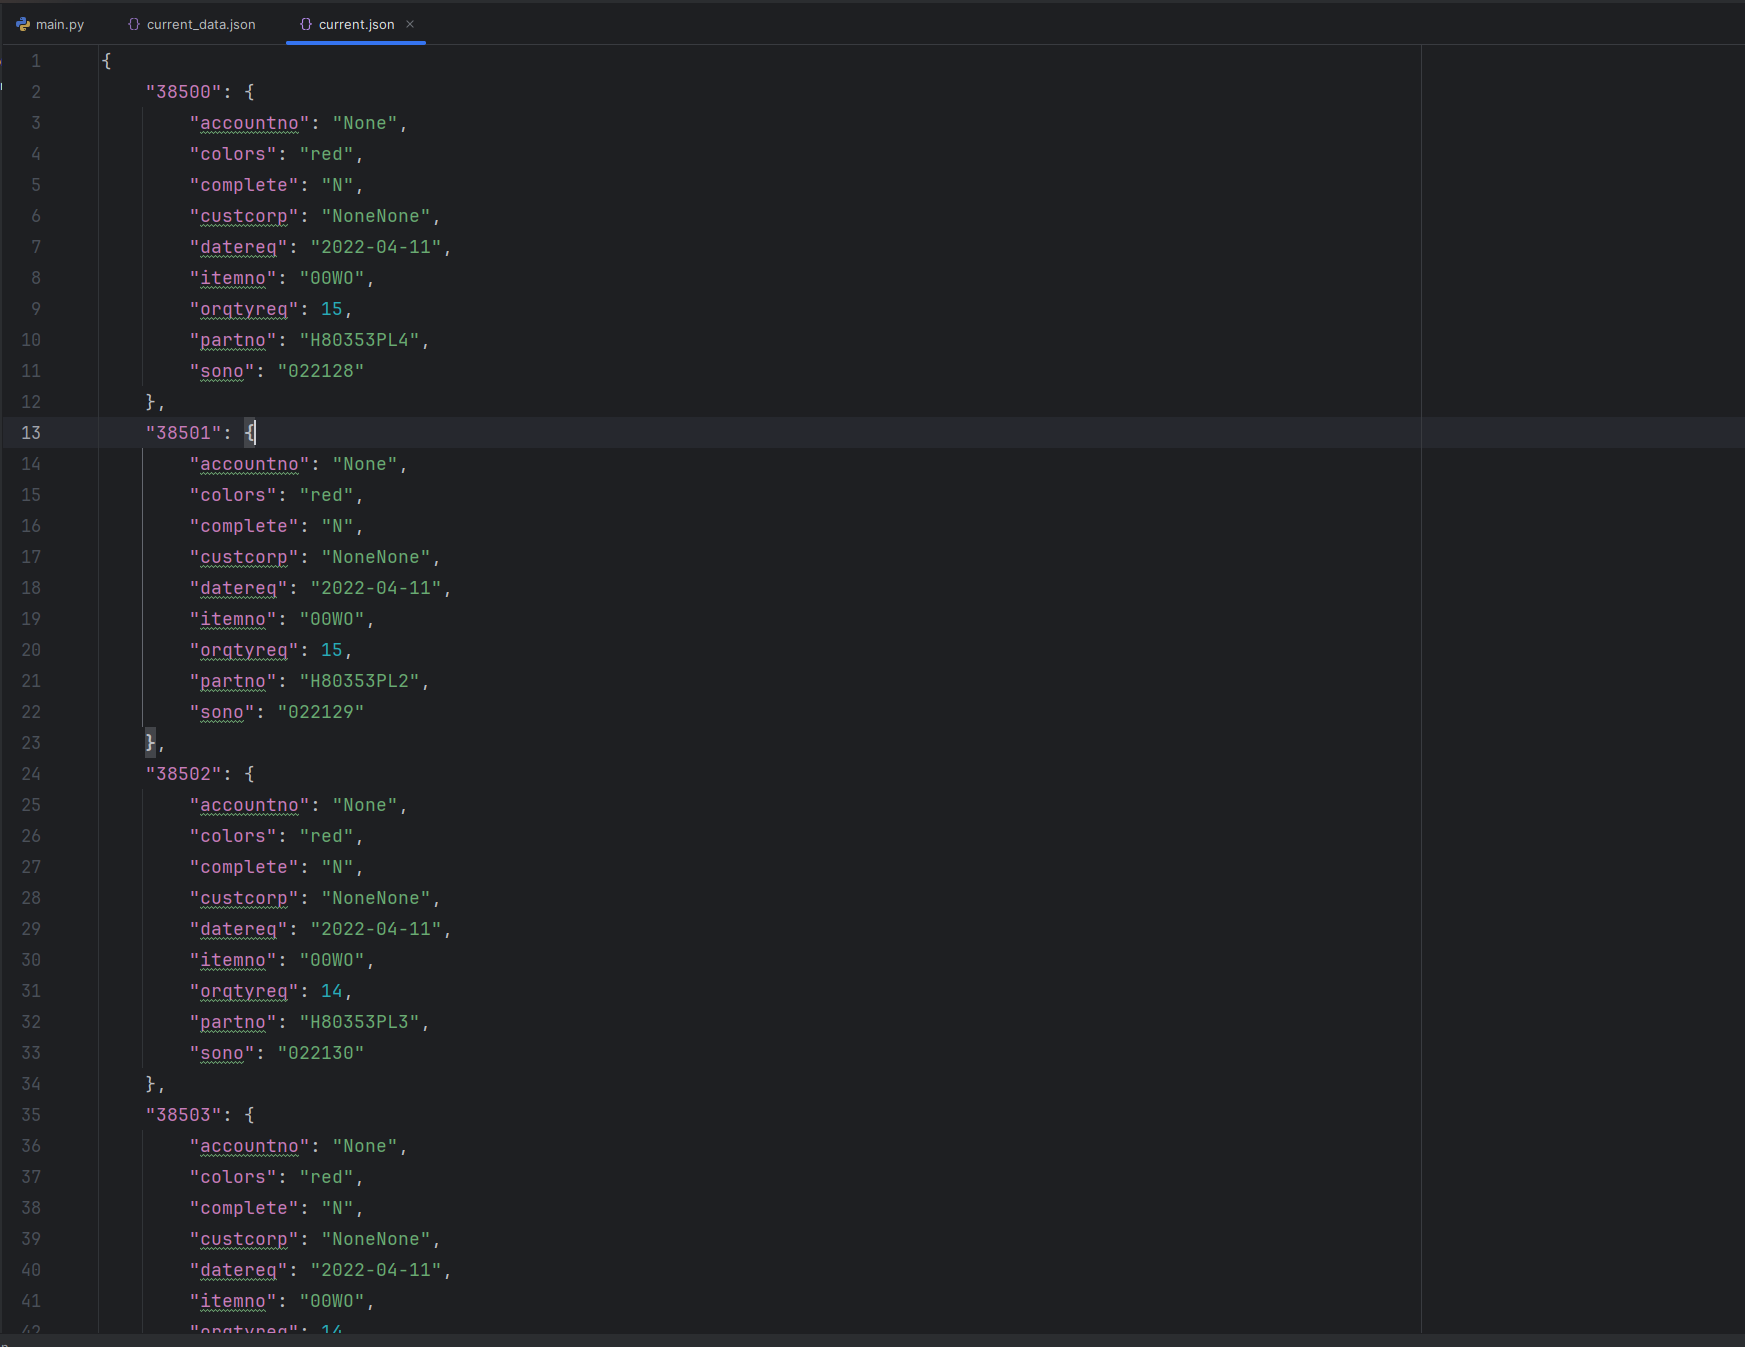 main.py current_data.json current.json
1 {
2 "38500": {
3 "accountno": "None",
4 "colors": "red",
5 "complete": "N",
6 "custcorp": "NoneNone",
7 "datereq": "2022-04-11",
8 "itemno": "00WO",
9 "orqtyreq": 15,
10 "partno": "H80353PL4",
11 "sono": "022128"
12 },
13 "38501": {
14 "accountno": "None",
15 "colors": "red",
16 "complete": "N",
17 "custcorp": "NoneNone",
18 "datereq": "2022-04-11",
19 "itemno": "00WO",
20 "orqtyreq": 15,
21 "partno": "H80353PL2",
22 "sono": "022129"
23 },
24 "38502": {
25 "accountno": "None",
26 "colors": "red",
27 "complete": "N",
28 "custcorp": "NoneNone",
29 "datereq": "2022-04-11",
30 "itemno": "00WO",
31 "orqtyreq": 14,
32 "partno": "H80353PL3",
33 "sono": "022130"
34 },
35 "38503": {
36 "accountno": "None",
37 "colors": "red",
38 "complete": "N",
39 "custcorp": "NoneNone",
40 "datereq": "2022-04-11",
41 "itemno": "00WO",
42 "orqtyreq": 14